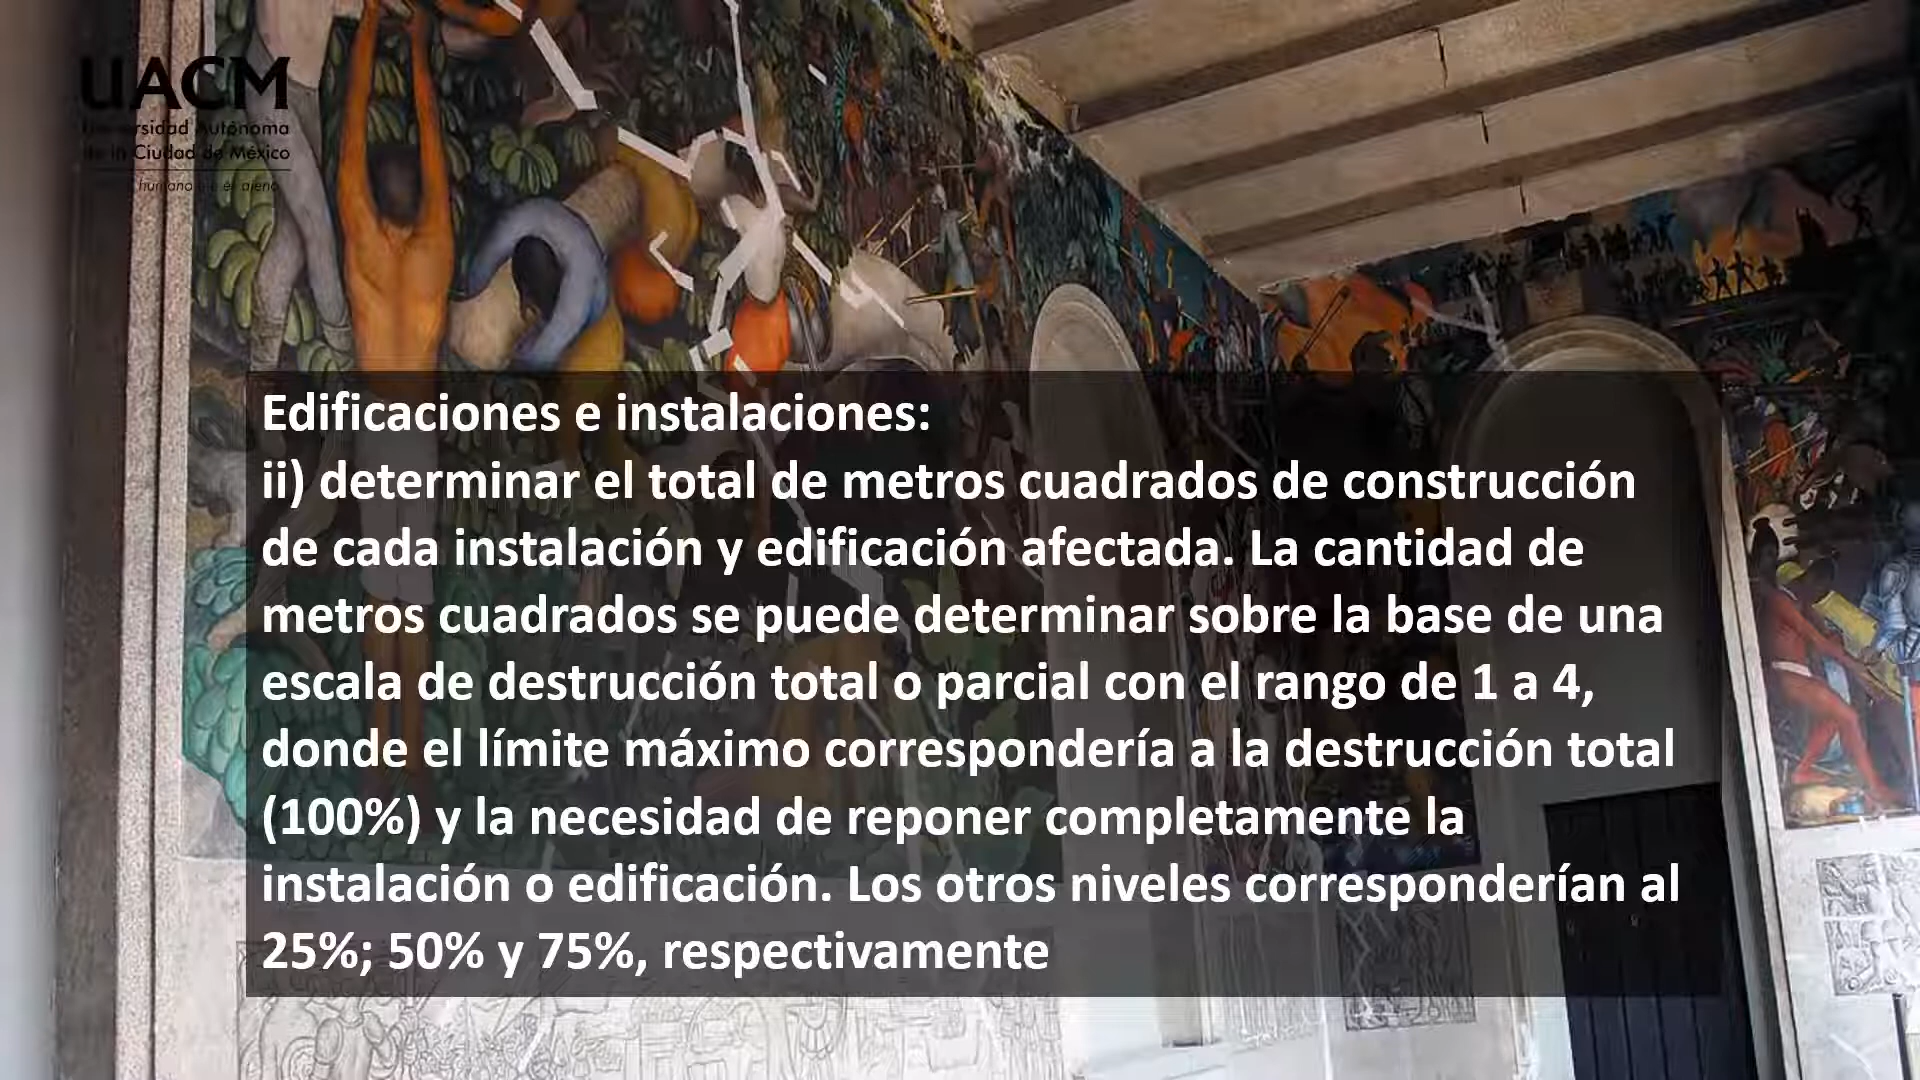 UACM
Universidad Autónoma
de la Ciudad de México
humano
ajeno
Edificaciones e instalaciones:
ii) determinar el total de metros cuadrados de construcción
de cada instalación y edificación afectada. La cantidad de
metros cuadrados se puede determinar sobre la base de una
escala de destrucción total o parcial con el rango de 1 a 4,
donde el límite máximo correspondería a la destrucción total
(100%) y la necesidad de reponer completamente la
instalación o edificación. Los otros niveles corresponderían al
25%; 50% y 75%, respectivamente